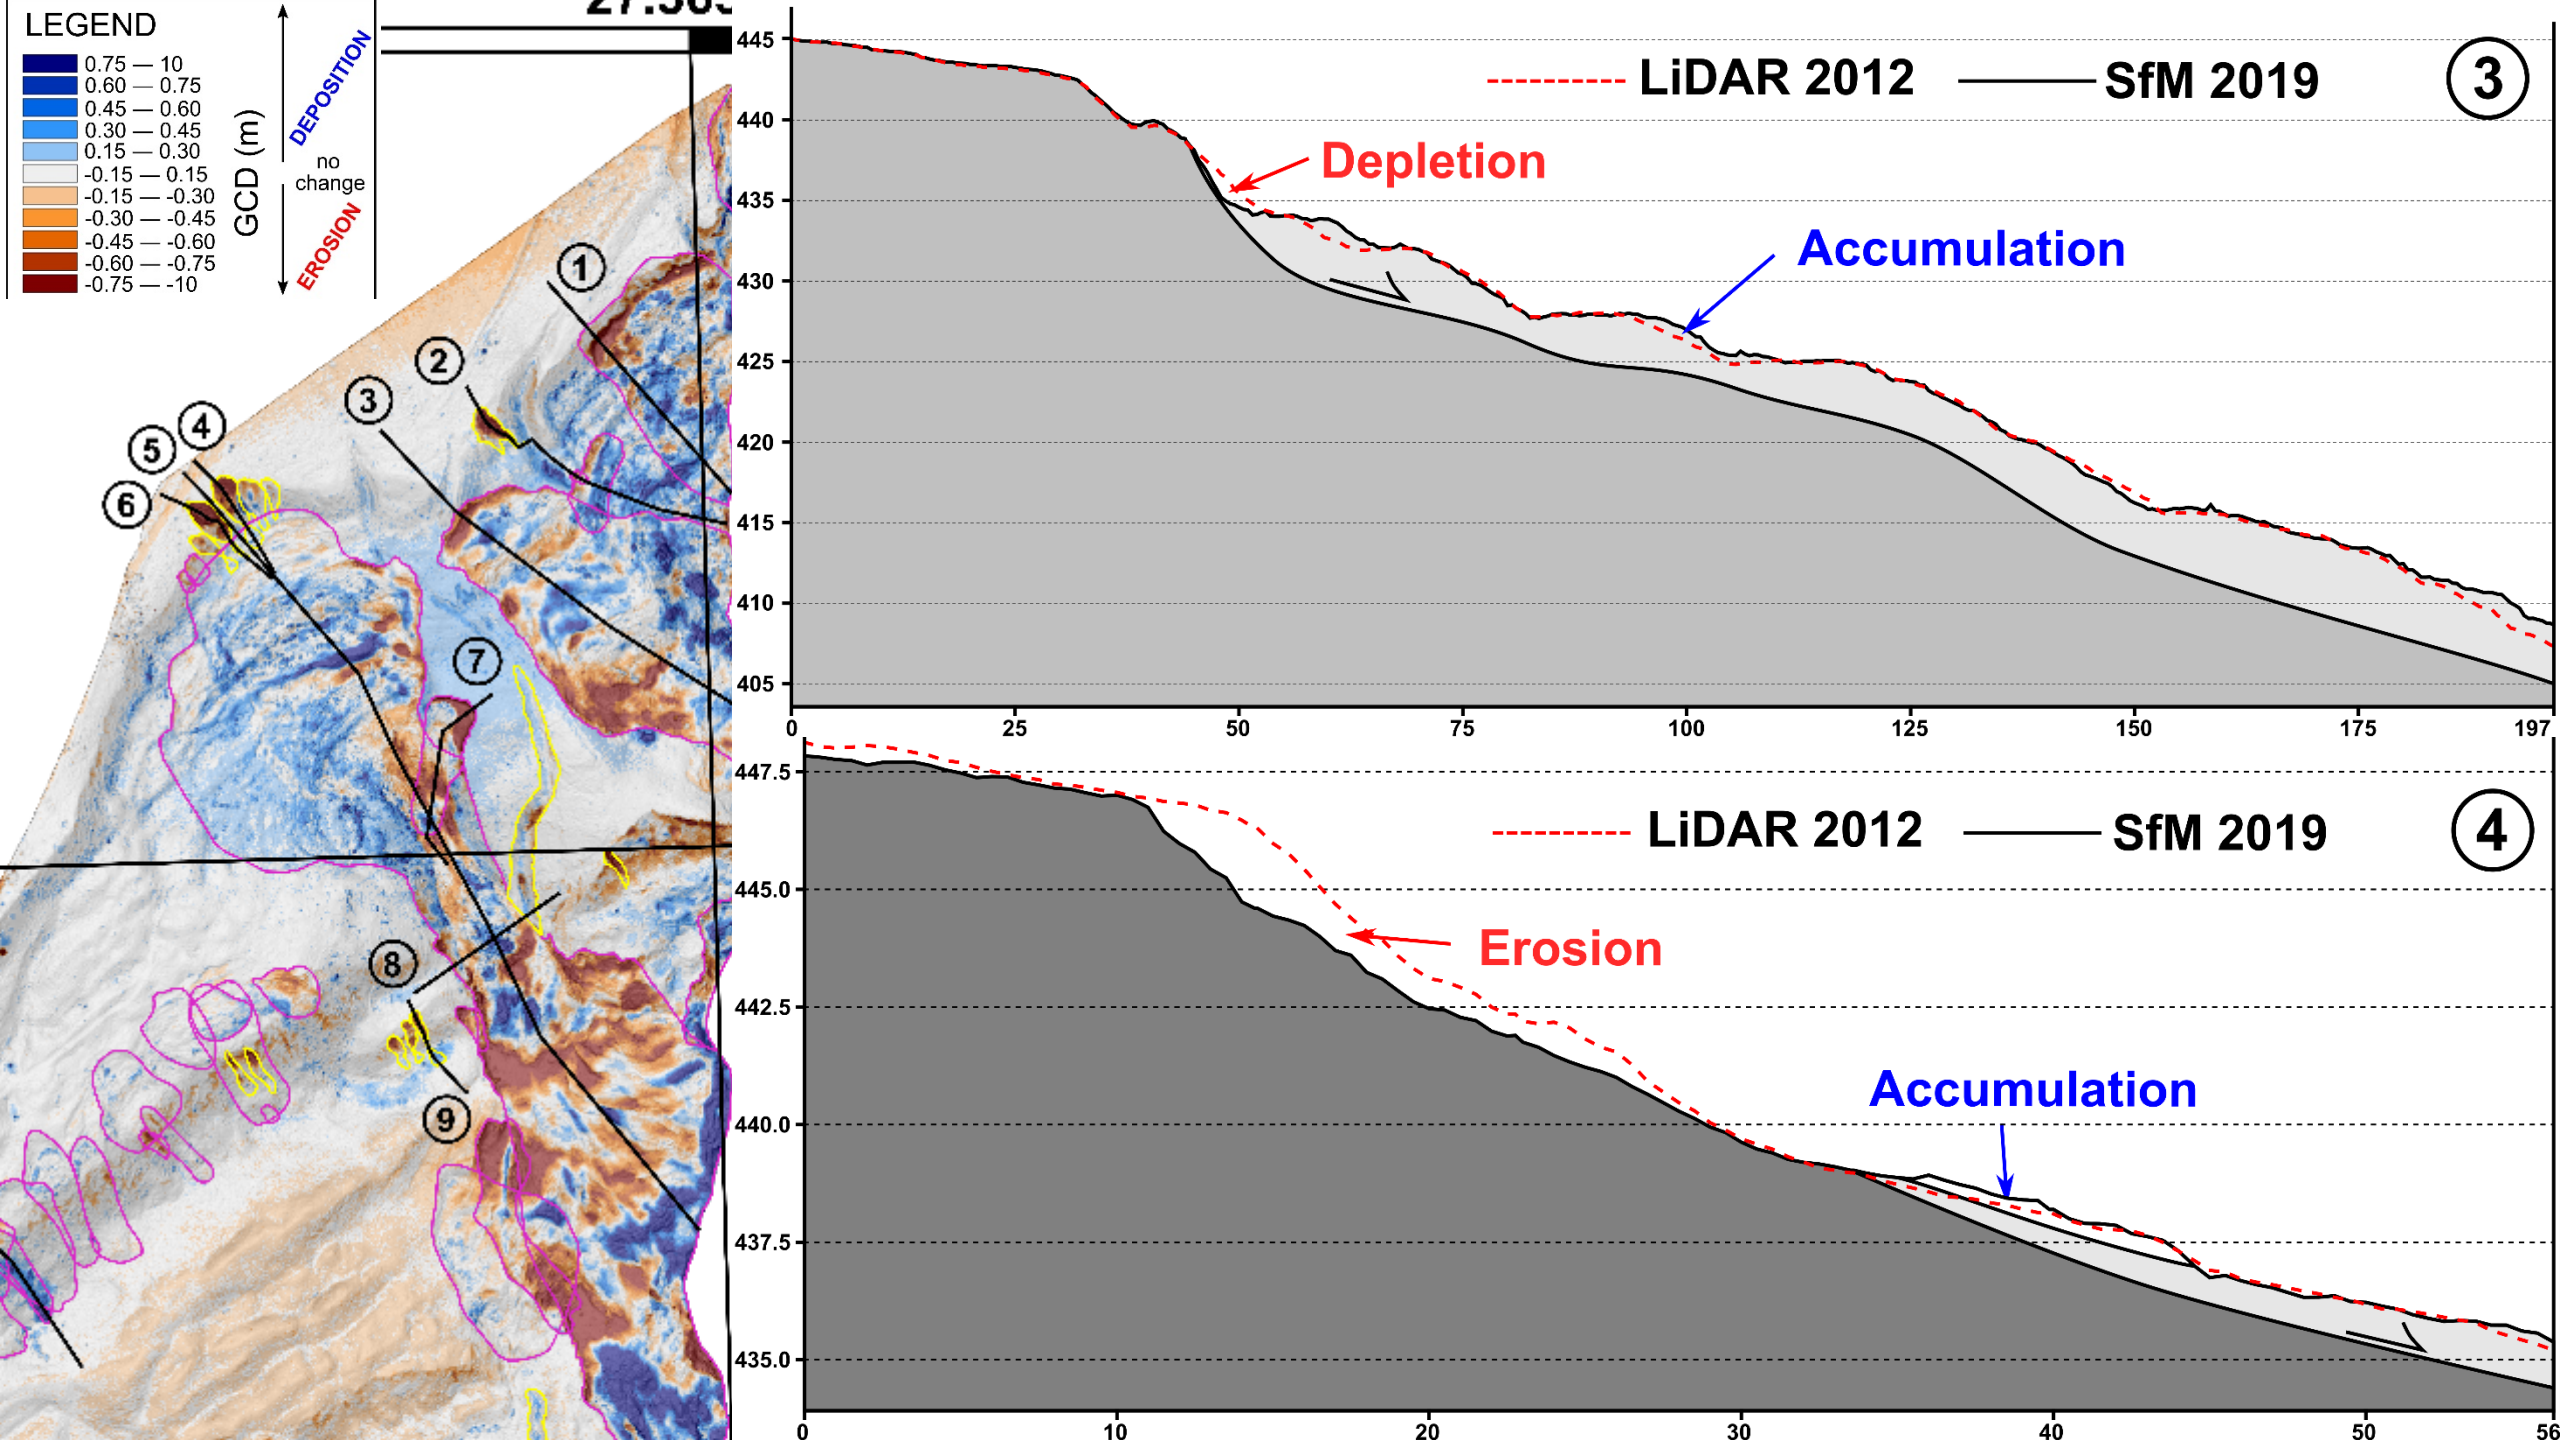 LEGEND
0.75 — 10
0.60 — 0.75
0.45 — 0.60
0.30 — 0.45
0.15 — 0.30
-0.15 — 0.15
-0.15 — -0.30
-0.30 — -0.45
-0.45 — -0.60
-0.60 — -0.75
-0.75 — -10
GCD (m)
DEPOSITION
no
change
EROSION
1
2
3
4
5
6
7
8
9
445
440
435
430
425
420
415
410
405
0 25 50 75 100 125 150 175 197
LiDAR 2012 SfM 2019 3
Depletion
Accumulation
447.5
445.0
442.5
440.0
437.5
435.0
0 10 20 30 40 50 56
LiDAR 2012 SfM 2019 4
Erosion
Accumulation